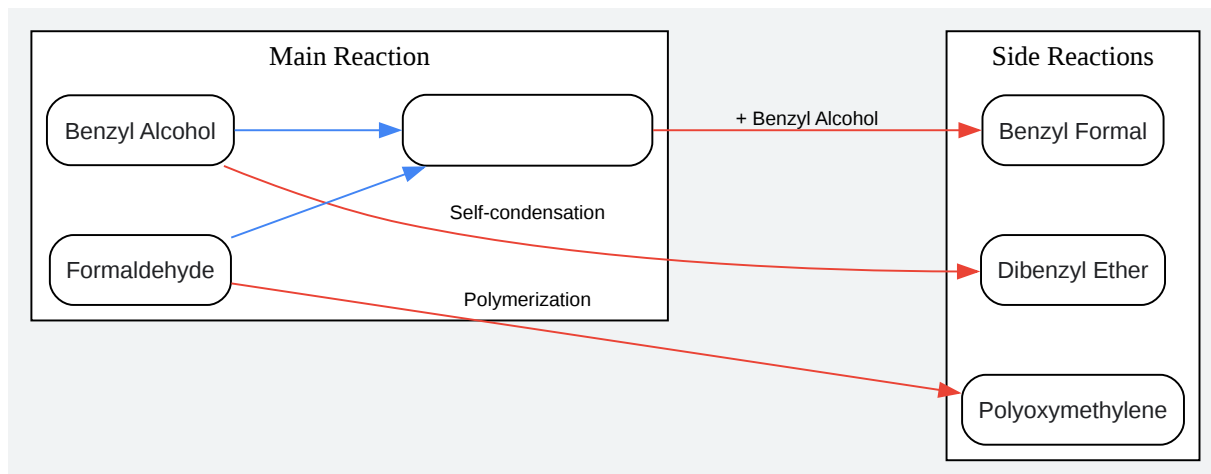 Main Reaction
Side Reactions
Benzyl Alcohol
+ Benzyl Alcohol
Benzyl Formal
Self-condensation
Formaldehyde
Dibenzyl Ether
Polymerization
Polyoxymethylene